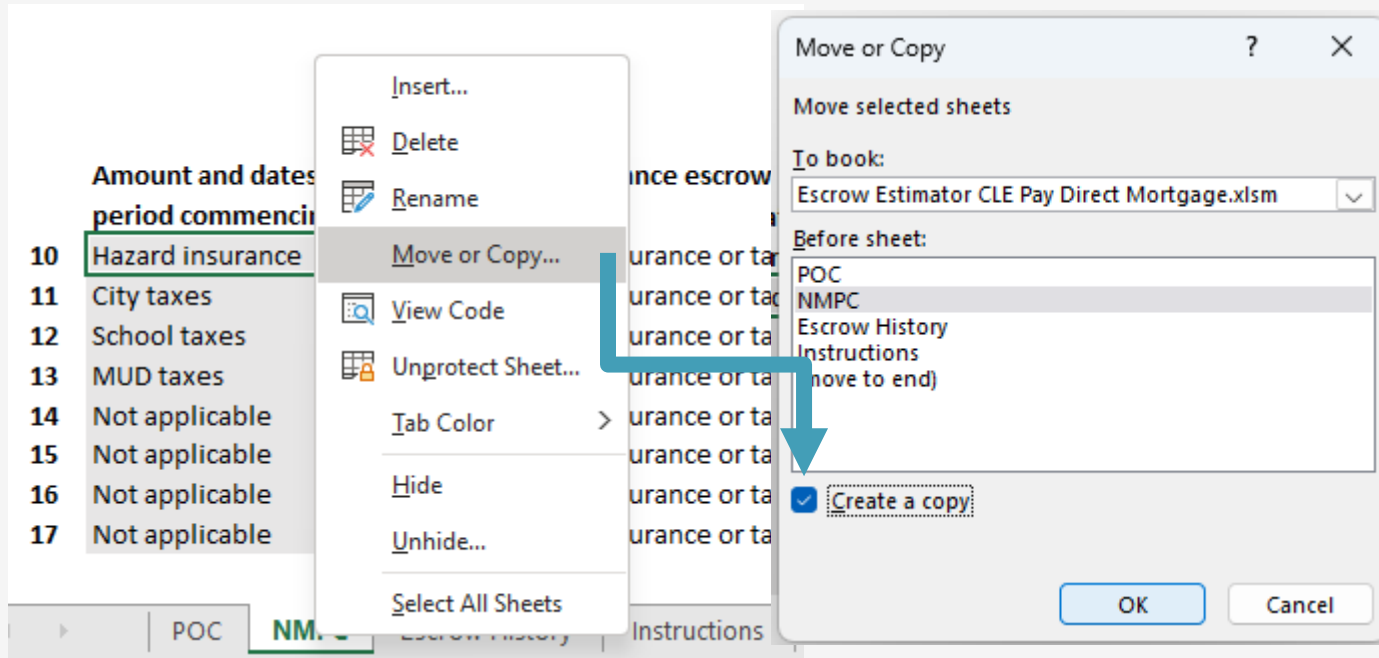 Amount and dates
nce escrow
period commenci
10 Hazard insurance urance or ta
11 City taxes urance or ta
12 School taxes urance or ta
13 MUD taxes urance or ta
14 Not applicable urance or ta
15 Not applicable urance or ta
16 Not applicable urance or ta
17 Not applicable urance or ta
POC NM Instructions
Insert...
Delete
Rename
Move or Copy...
View Code
Unprotect Sheet...
Tab Color
Hide
Unhide...
Select All Sheets
Move or Copy ?
Move selected sheets
To book:
Escrow Estimator CLE Pay Direct Mortgage.xlsm
Before sheet:
POC
NMPC
Escrow History
Instructions
move to end)
Create a copy
OK Cancel